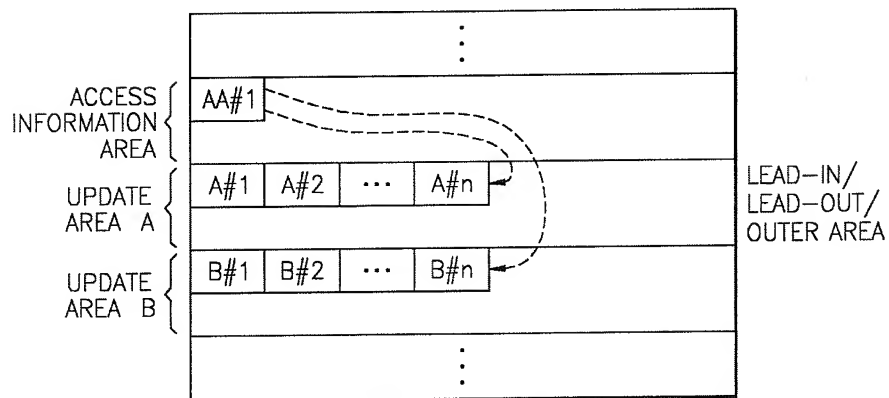 ACCESS
INFORMATION
AREA
AA#1
UPDATE
AREA A
A#1 A#2 ... A#n
LEAD-IN/
LEAD-OUT/
OUTER AREA
UPDATE
AREA B
B#1 B#2 ... B#n